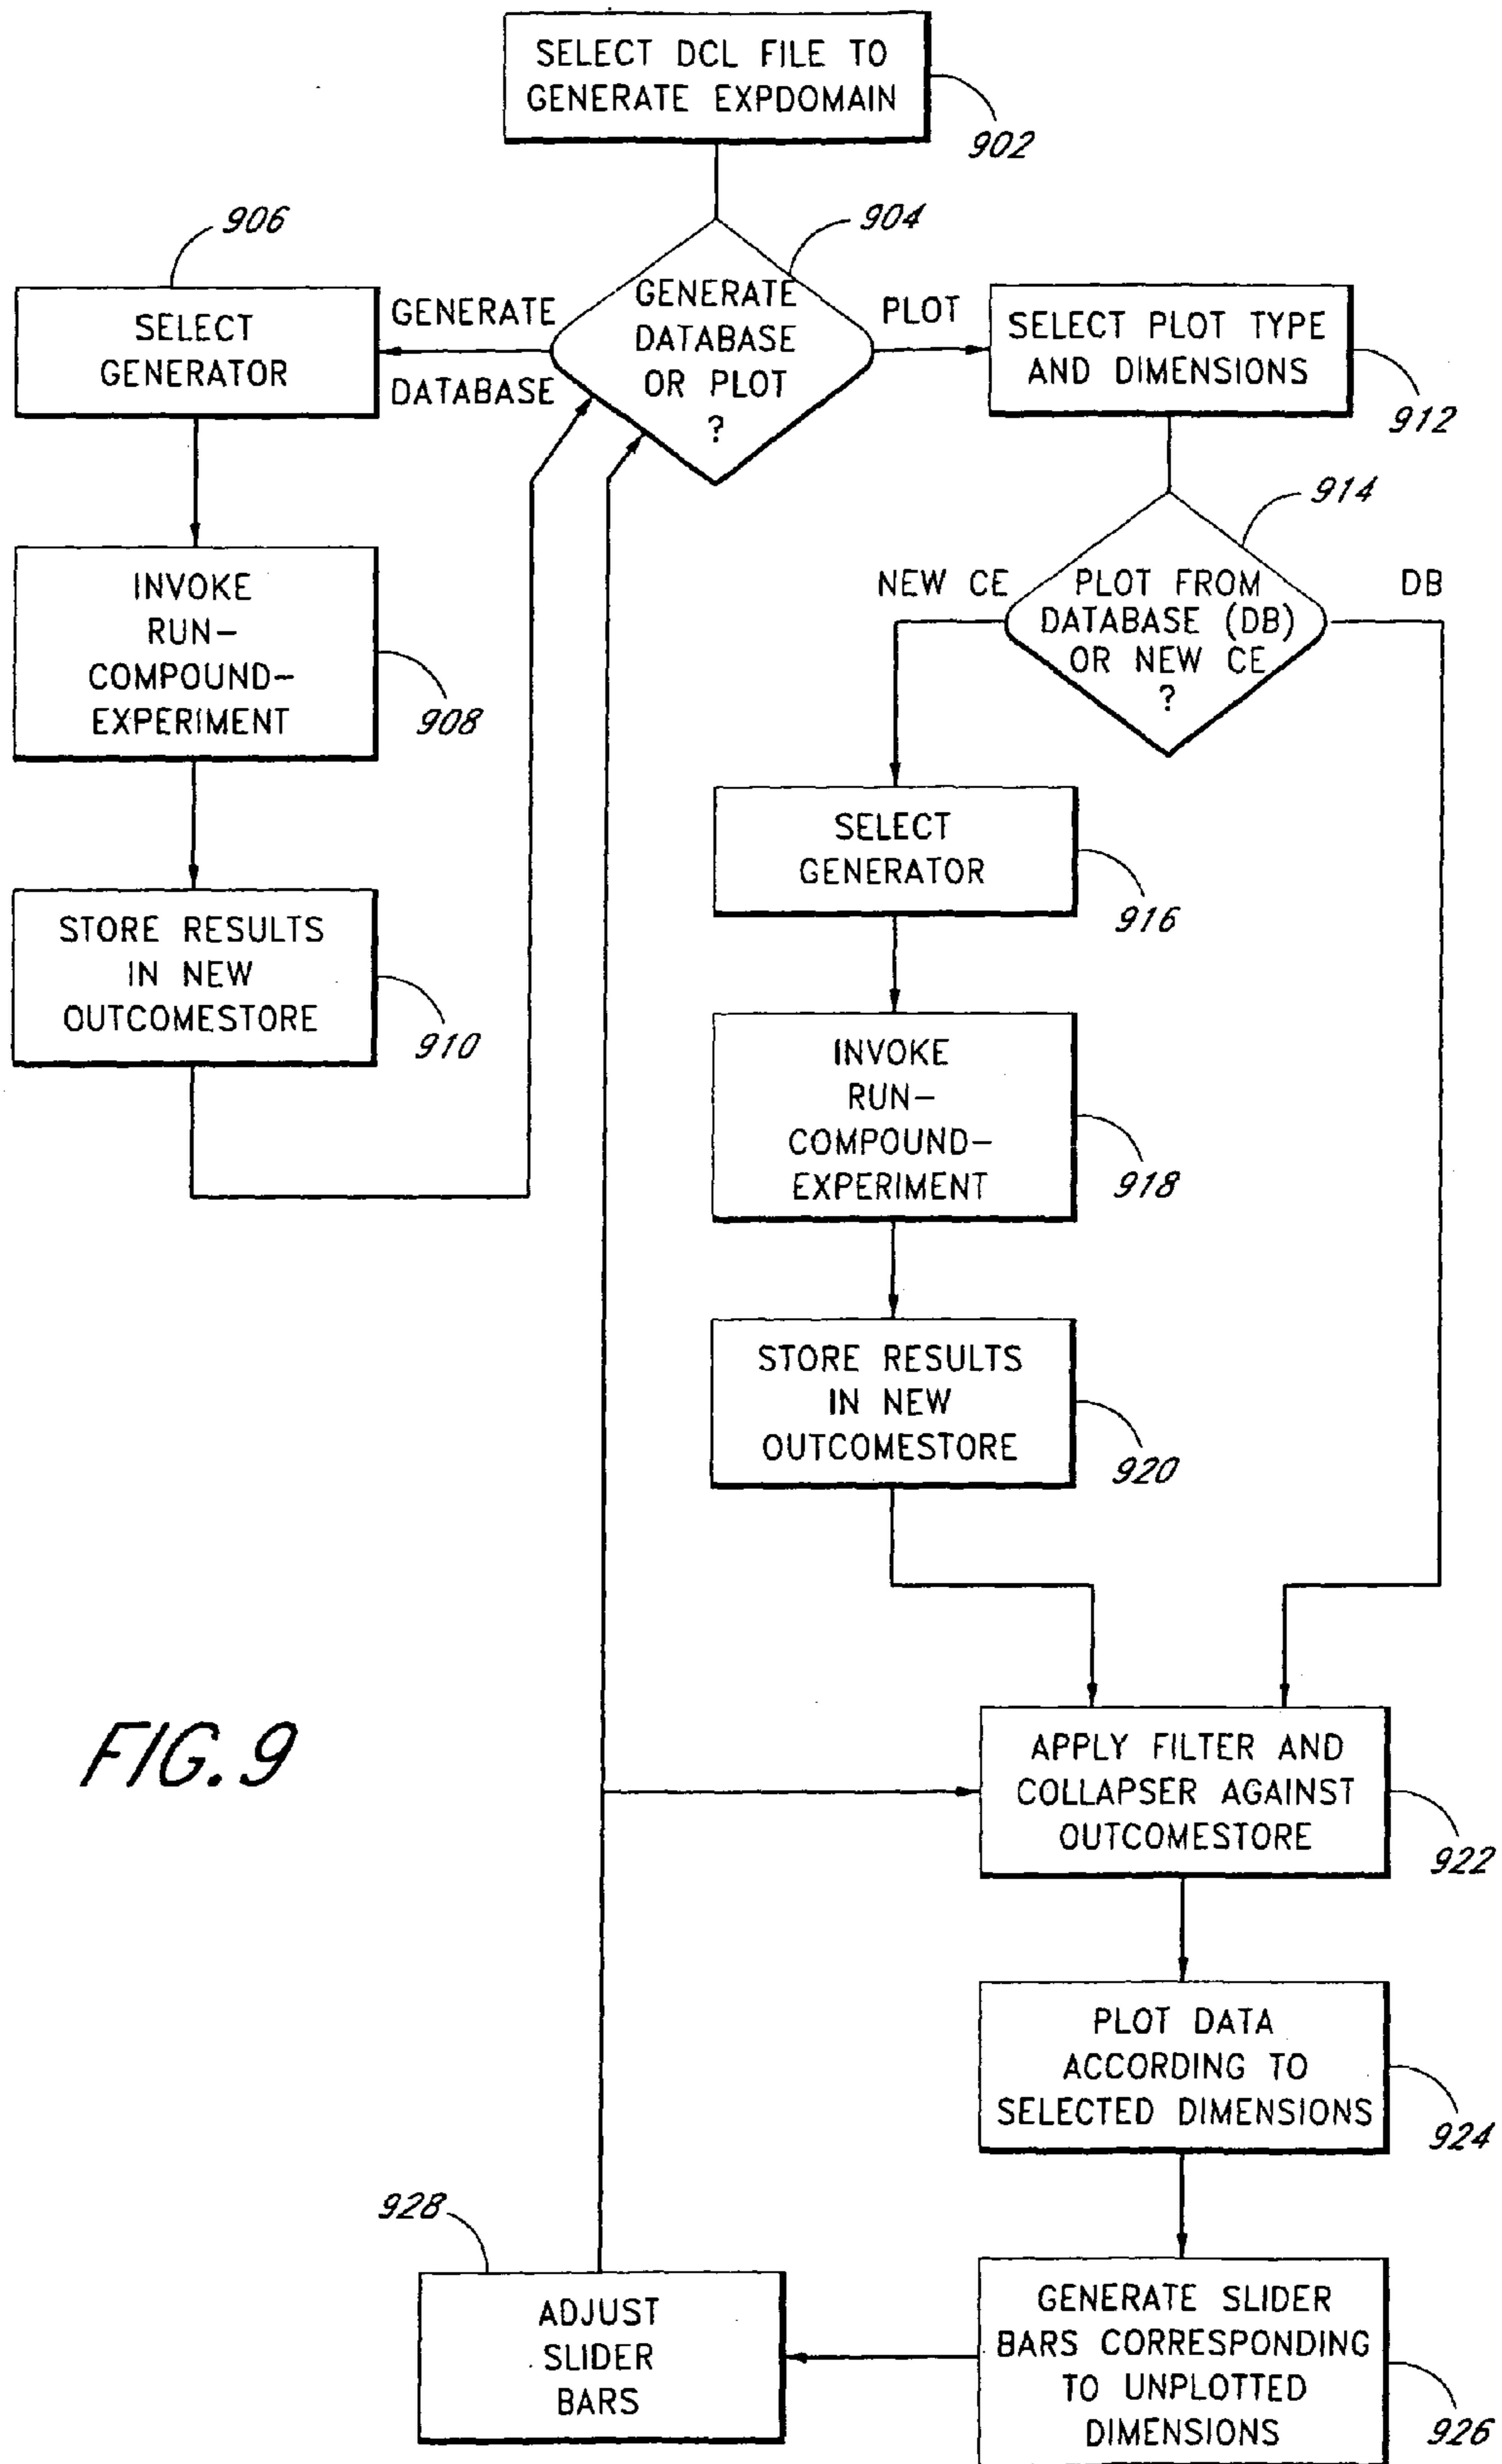 SELECT DCL FILE TO
GENERATE EXPDOMAIN
902
906
904
SELECT
GENERATOR
GENERATE
DATABASE
GENERATE
DATABASE
OR PLOT
?
PLOT
SELECT PLOT TYPE
AND DIMENSIONS
912
914
INVOKE
RUN-
COMPOUND-
EXPERIMENT
908
NEW CE
PLOT FROM
DATABASE (DB)
OR NEW CE
?
DB
SELECT
GENERATOR
916
STORE RESULTS
IN NEW
OUTCOMESTORE
910
INVOKE
RUN-
COMPOUND-
EXPERIMENT
918
STORE RESULTS
IN NEW
OUTCOMESTORE
920
FIG. 9
APPLY FILTER AND
COLLAPSER AGAINST
OUTCOMESTORE
922
PLOT DATA
ACCORDING TO
SELECTED DIMENSIONS
924
928
ADJUST
SLIDER
BARS
GENERATE SLIDER
BARS CORRESPONDING
TO UNPLOTTED
DIMENSIONS
926